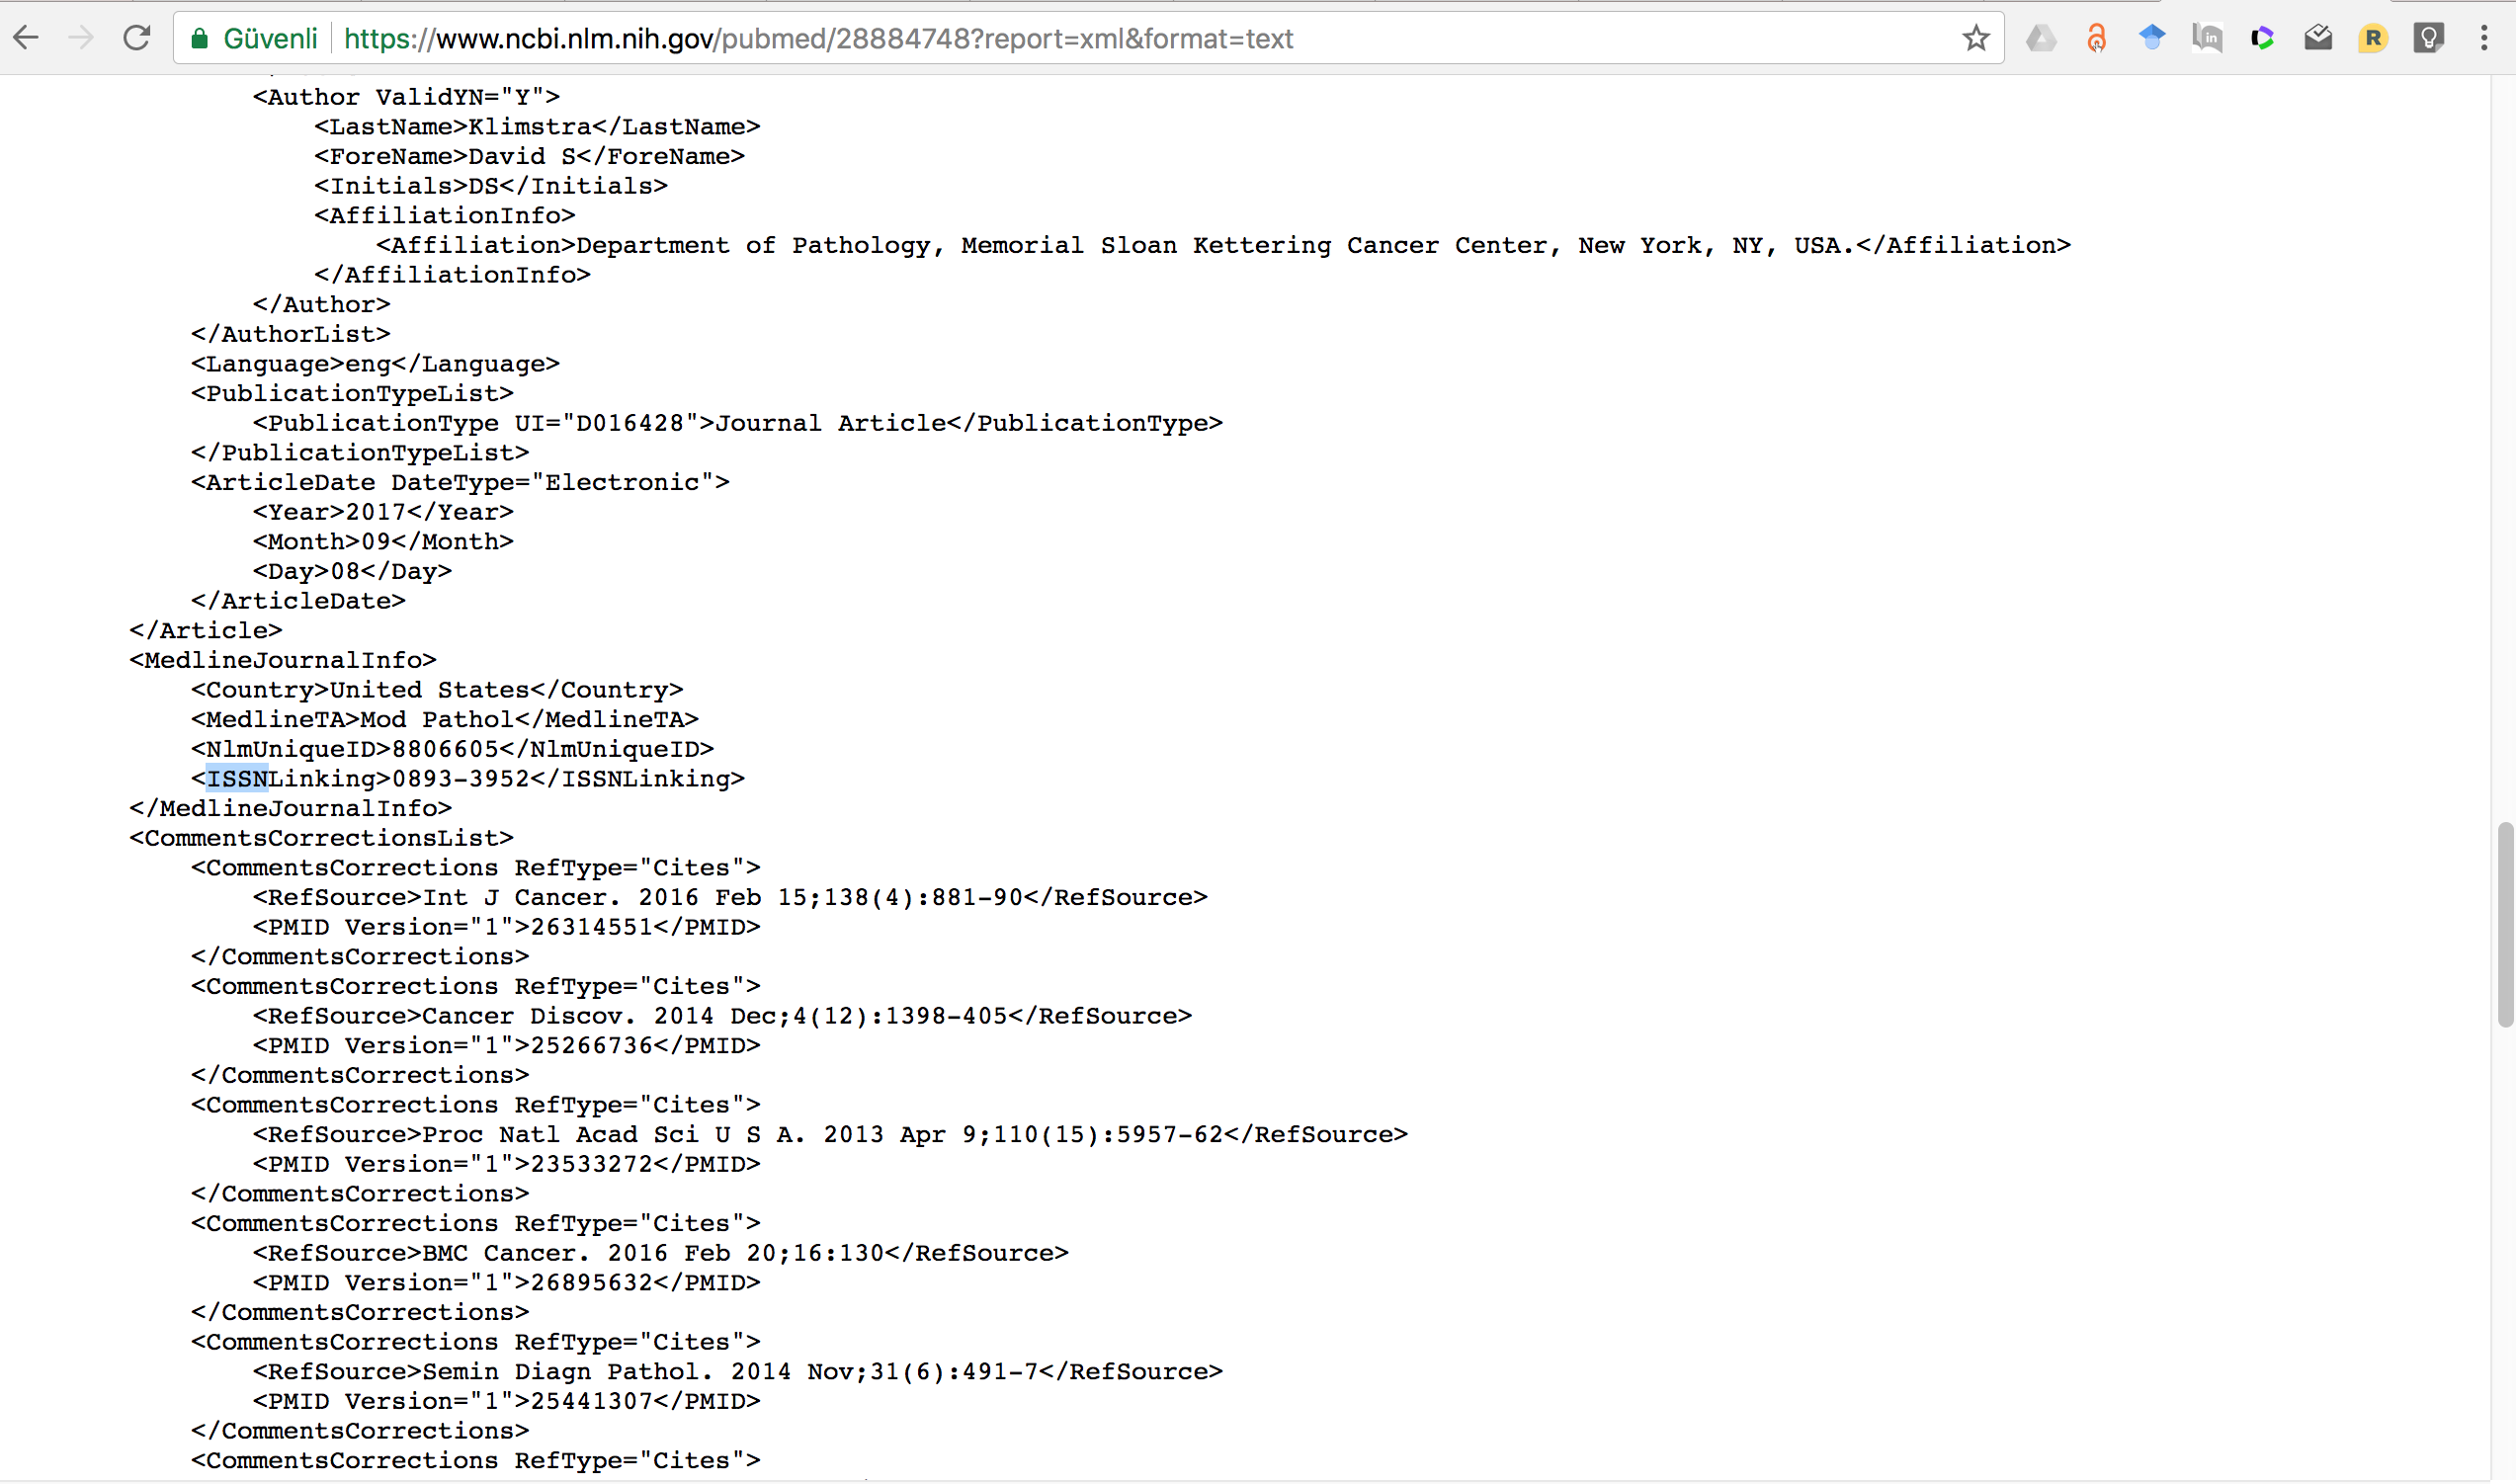 Güvenli https://www.ncbi.nlm.nih.gov/pubmed/28884748?report=xml&format=text
in
R
<Author ValidYN="Y">
<LastName>Klimstra</LastName>
<ForeName>David S</ForeName>
<Initials>DS</Initials>
<AffiliationInfo>
<Affiliation>Department of Pathology, Memorial Sloan Kettering Cancer Center, New York, NY, USA.</Affiliation>
</AffiliationInfo>
</Author>
</AuthorList>
<Language>eng</Language>
<PublicationTypeList>
<PublicationType UI="D016428">Journal Article</PublicationType>
</PublicationTypeList>
<ArticleDate DateType="Electronic">
<Year>2017</Year>
<Month>09</Month>
<Day>08</Day>
</ArticleDate>
</Article>
<MedlineJournalInfo>
<Country>United States</Country>
<MedlineTA>Mod Pathol</MedlineTA>
<NlmUniqueID>8806605</NlmUniqueID>
<ISSNLinking>0893-3952</ISSNLinking>
</MedlineJournalInfo>
<CommentsCorrectionsList>
<CommentsCorrections RefType="Cites">
<RefSource>Int J Cancer. 2016 Feb 15;138(4):881-90</RefSource>
<PMID Version="1">26314551</PMID>
</CommentsCorrections>
<CommentsCorrections RefType="Cites">
<RefSource>Cancer Discov. 2014 Dec;4(12):1398-405</RefSource>
<PMID Version="1">25266736</PMID>
</CommentsCorrections>
<CommentsCorrections RefType="Cites">
<RefSource>Proc Natl Acad Sci U S A. 2013 Apr 9;110(15):5957-62</RefSource>
<PMID Version="1">23533272</PMID>
</CommentsCorrections>
<CommentsCorrections RefType="Cites">
<RefSource>BMC Cancer. 2016 Feb 20;16:130</RefSource>
<PMID Version="1">26895632</PMID>
</CommentsCorrections>
<CommentsCorrections RefType="Cites">
<RefSource>Semin Diagn Pathol. 2014 Nov;31(6):491-7</RefSource>
<PMID Version="1">25441307</PMID>
</CommentsCorrections>
<CommentsCorrections RefType="Cites">